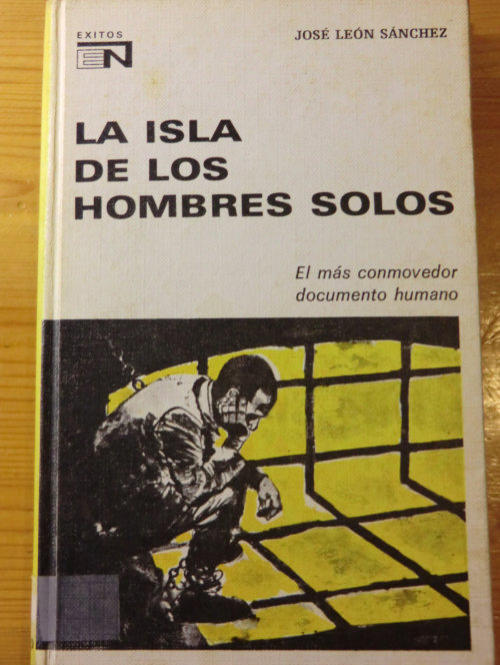 EXITOS
EN
JOSÉ LEÓN SÁNCHEZ
LA ISLA
DE LOS
HOMBRES SOLOS
El más conmovedor
documento humano